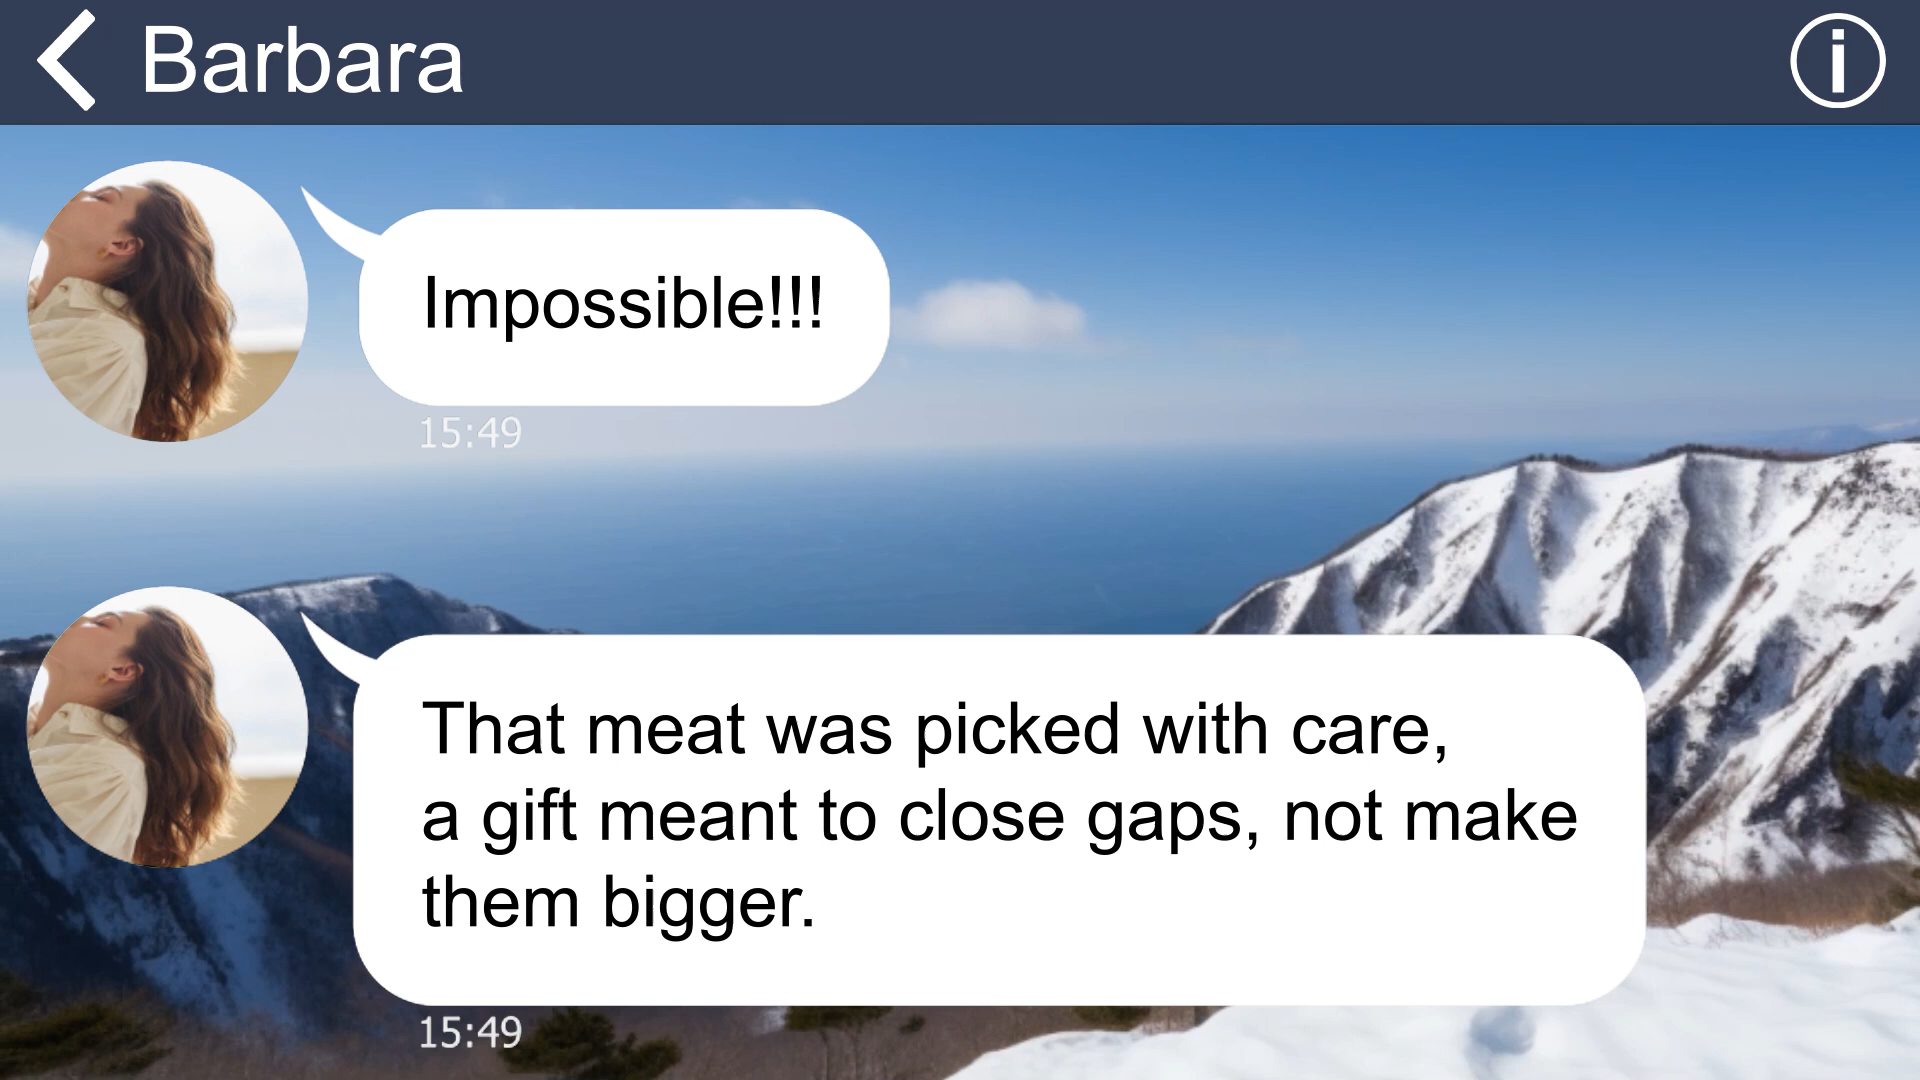 Barbara
Impossible!!!
15:49
That meat was picked with care,
a gift meant to close gaps, not make
them bigger.
15:49